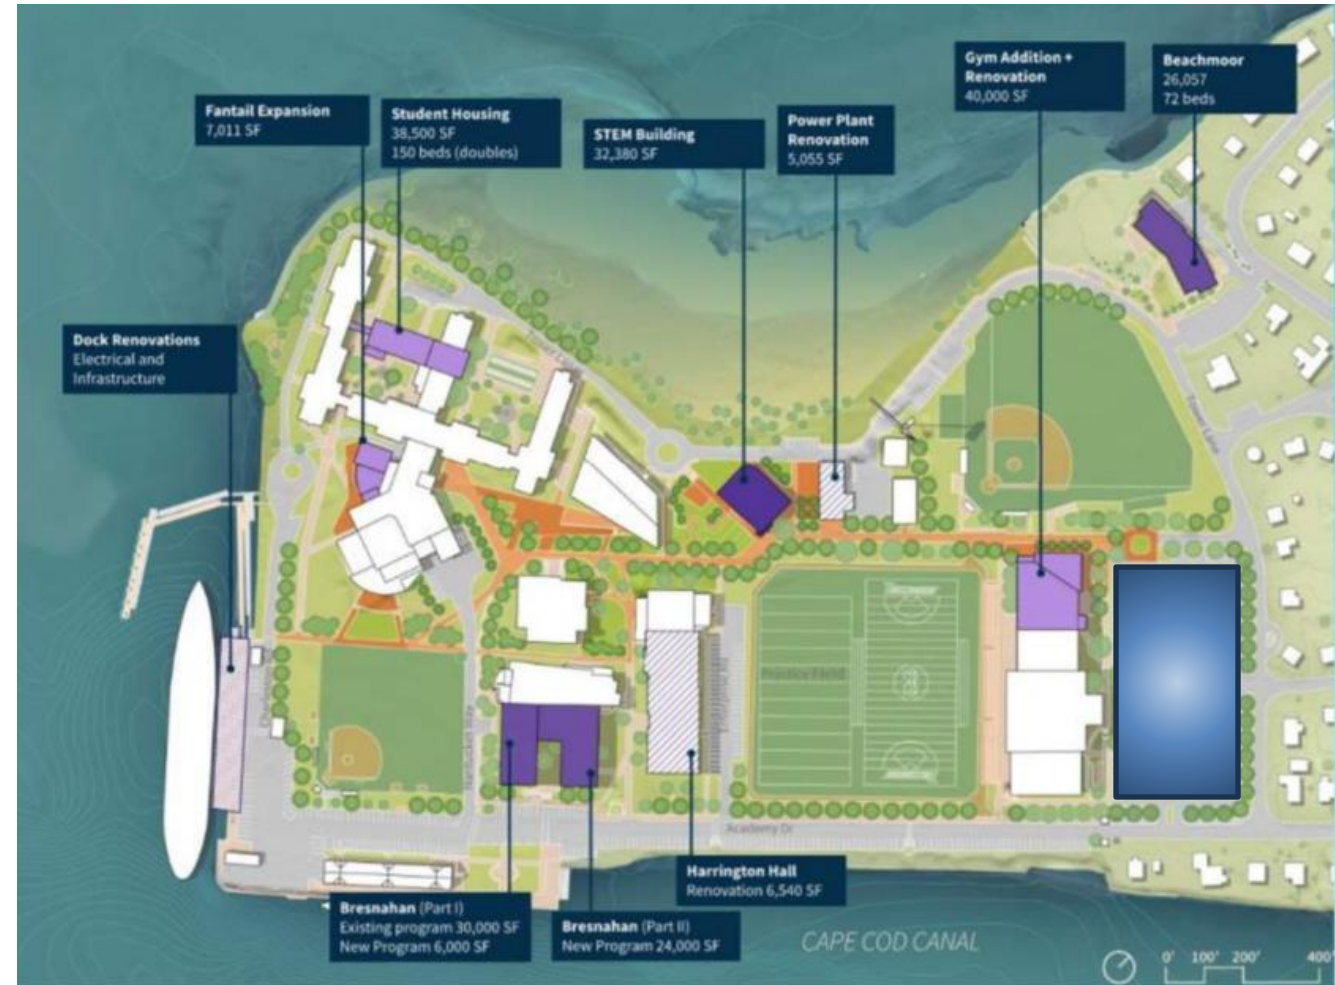 Fantail Expansion
7,011 SF
Student Housing
38,500 SF
150 beds (doubles)
STEM Building
32,380 SF
Power Plant
Renovation
5,055 SF
Gym Addition +
Renovation
40,000 SF
Beachmoor
26,057
72 beds
Dock Renovations
Electrical and
Infrastructure
Tower Lane
Practice Field
Academy Dr
Harrington Hall
Renovation 6,540 SF
Bresnahan (Part I)
Existing program 30,000 SF
New Program 6,000 SF
Bresnahan (Part II)
New Program 24,000 SF
CAPE COD CANAL
0' 100' 200' 400'